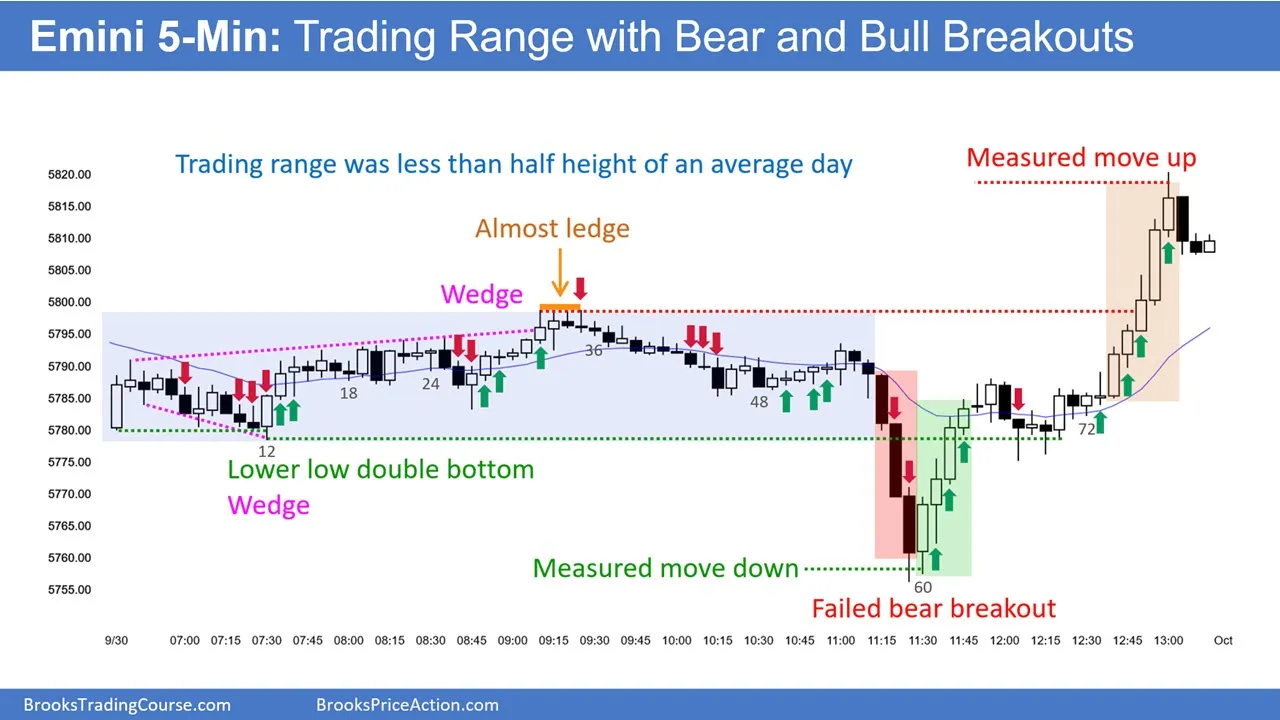 Emini 5-Min: Trading Range with Bear and Bull Breakouts
Trading range was less than half height of an average day
Measured move up
Almost ledge
Wedge
5820.00
5815.00
5810.00
5805.00
5800.00
5795.00
5790.00
5785.00
5780.00
5775.00
5770.00
5765.00
5760.00
5755.00
12
18
24
36
48
60
72
Lower low double bottom
Wedge
Measured move down
Failed bear breakout
9/30 07:00 07:15 07:30 07:45 08:00 08:15 08:30 08:45 09:00 09:15 09:30 09:45 10:00 10:15 10:30 10:45 11:00 11:15 11:30 11:45 12:00 12:15 12:30 12:45 13:00 Oct
BrooksTradingCourse.com BrooksPriceAction.com